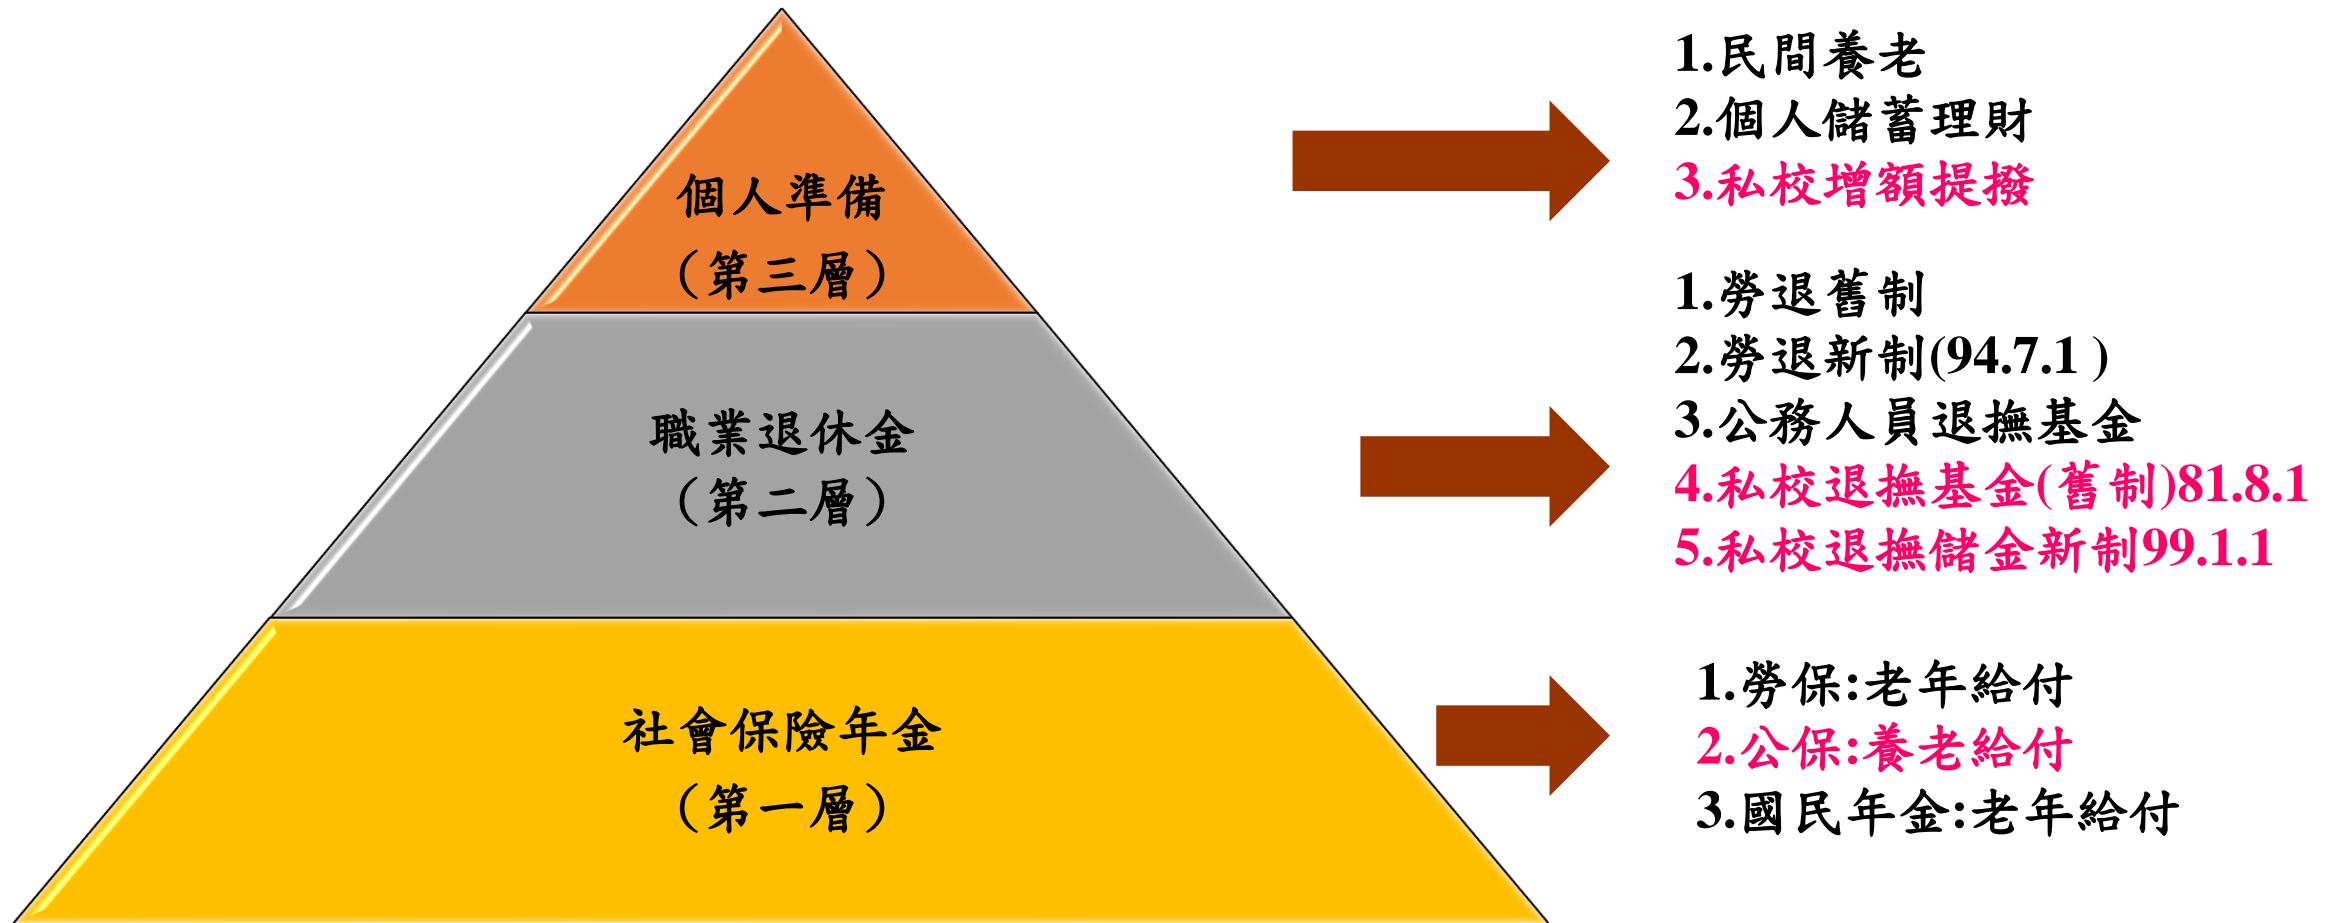 個人準備
（第三層）
1.民間養老
2.個人儲蓄理財
3.私校增額提撥
職業退休金
（第二層）
1.勞退舊制
2.勞退新制(94.7.1 )
3.公務人員退撫基金
4.私校退撫基金(舊制)81.8.1
5.私校退撫儲金新制99.1.1
社會保險年金
（第一層）
1.勞保:老年給付
2.公保:養老給付
3.國民年金:老年給付